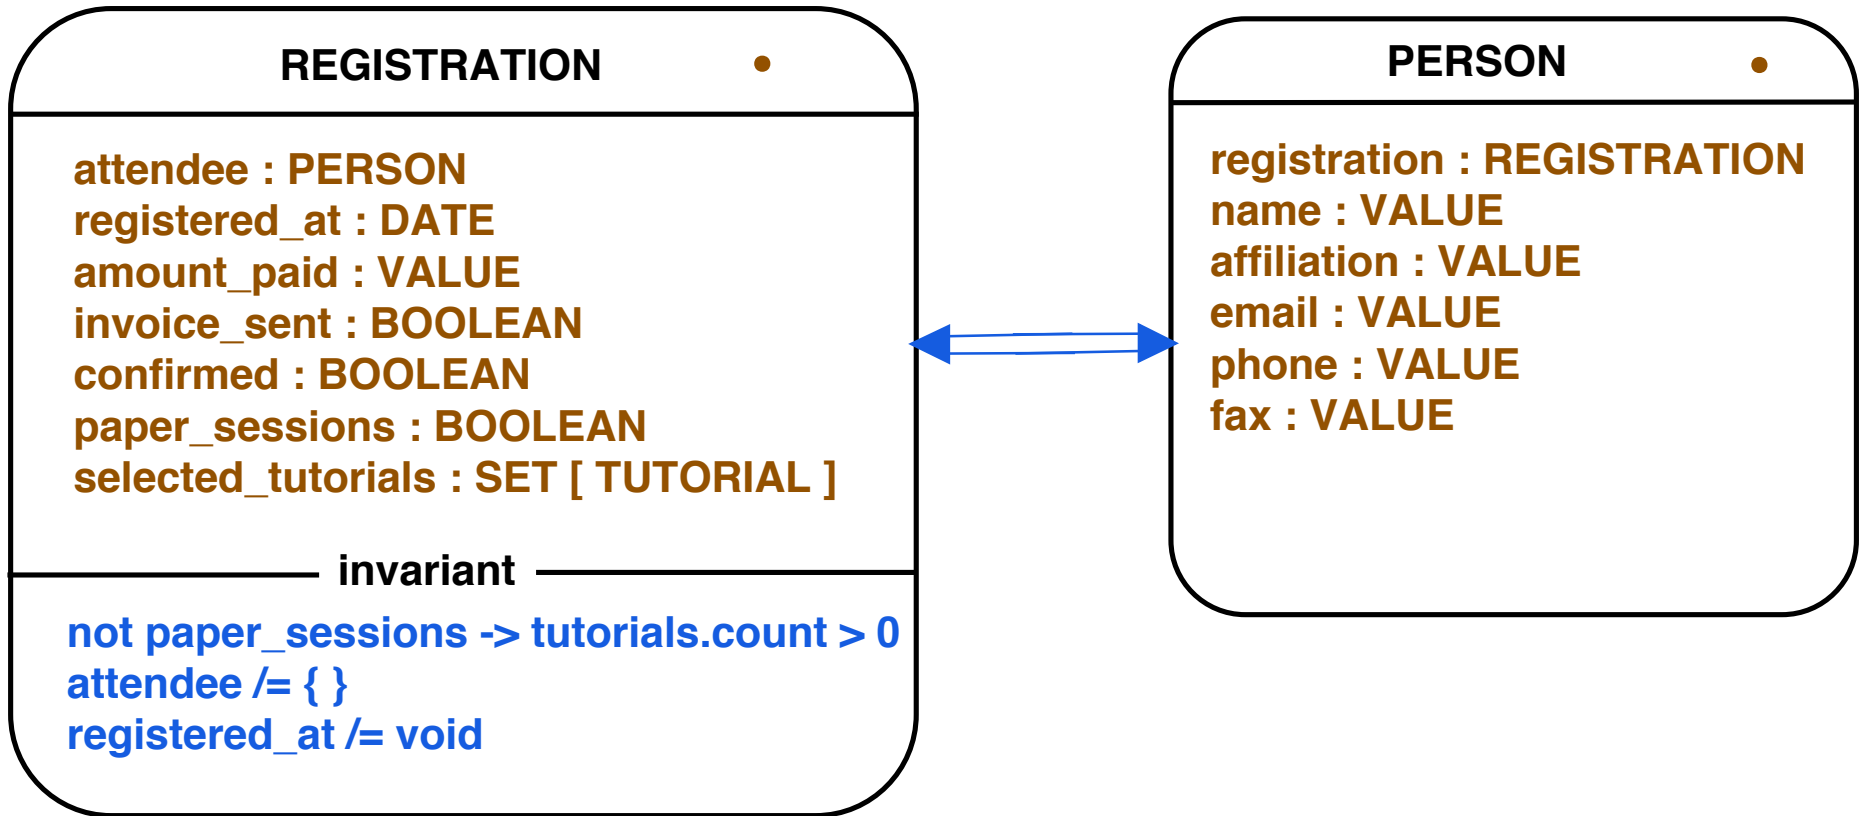 REGISTRATION
attendee : PERSON
registered_at : DATE
amount_paid : VALUE
invoice_sent : BOOLEAN
confirmed : BOOLEAN
paper_sessions : BOOLEAN
selected_tutorials : SET [ TUTORIAL ]
invariant
not paper_sessions -> tutorials.count > 0
attendee /= { }
registered_at /= void
PERSON
registration : REGISTRATION
name : VALUE
affiliation : VALUE
email : VALUE
phone : VALUE
fax : VALUE